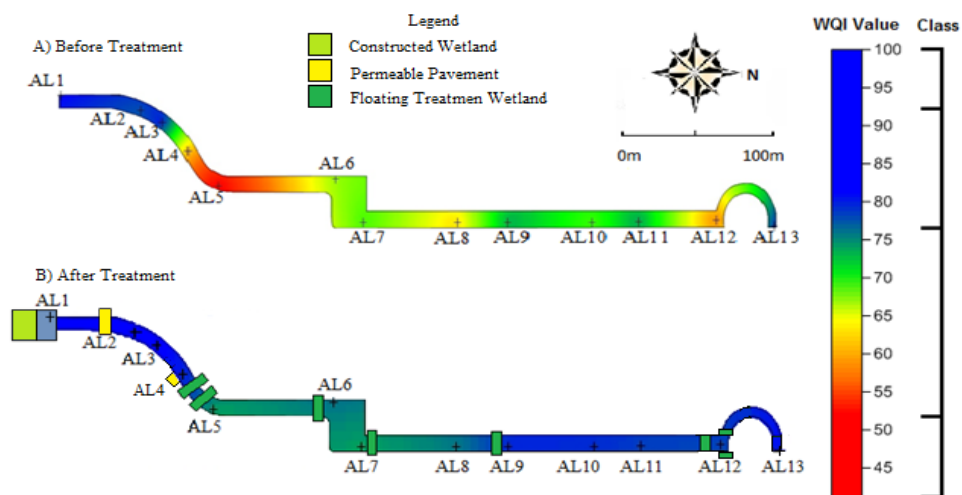 Legend
A) Before Treatment
Constructed Wetland
Permeable Pavement
Floating Treatmen Wetland
N
0m 100m
AL1
AL2
AL3
AL4
AL5
AL6
AL7
AL8
AL9
AL10
AL11
AL12
AL13
B) After Treatment
AL1
AL2
AL3
AL4
AL5
AL6
AL7
AL8
AL9
AL10
AL11
AL12
AL13
WQI Value Class
100
95
90
85
80
75
70
65
60
55
50
45